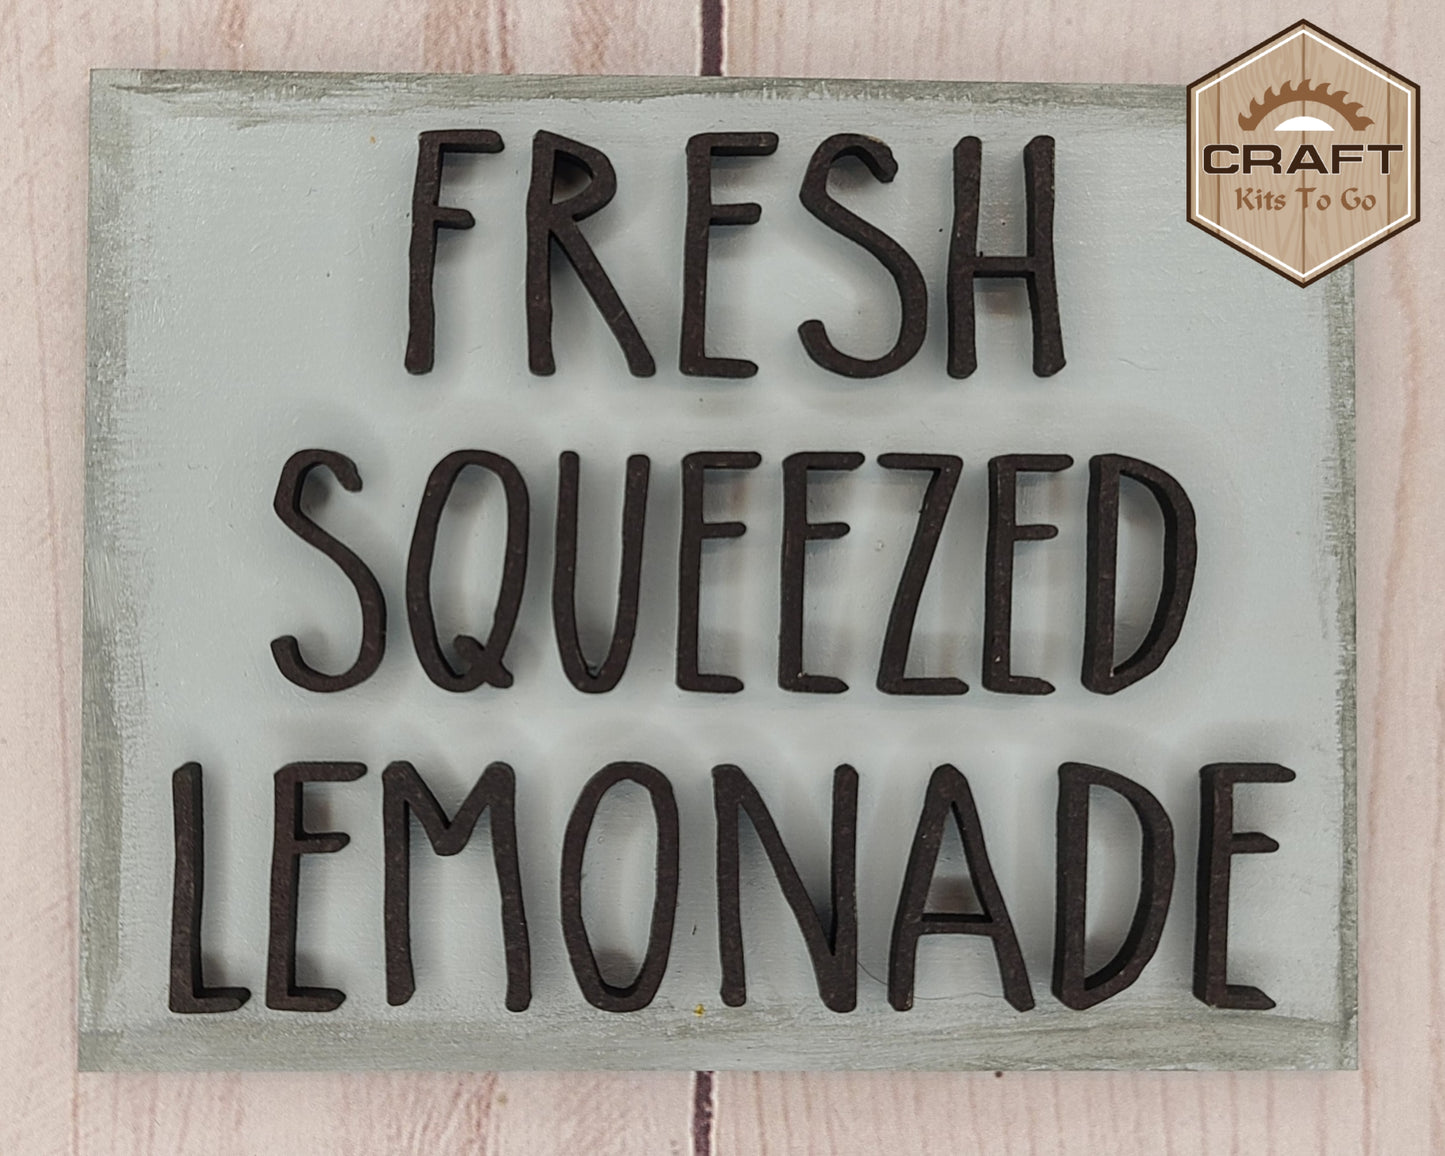 CRAFT
Kits To Go
FRESH
SQUEEZED
LEMONADE